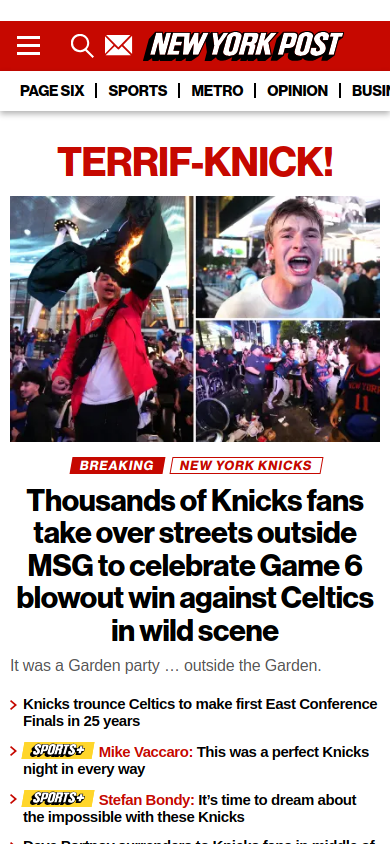 NEW YORK POST
PAGE SIX
SPORTS
METRO
OPINION
BUSIN
TERRIF-KNICK!
NEW YORK
11
BREAKING
NEW YORK KNICKS
Thousands of Knicks fans
take over streets outside
MSG to celebrate Game 6
blowout win against Celtics
in wild scene
It was a Garden party … outside the Garden.
Knicks trounce Celtics to make first East Conference
Finals in 25 years
SPORTS+ Mike Vaccaro: This was a perfect Knicks
night in every way
SPORTS+ Stefan Bondy: It’s time to dream about
the impossible with these Knicks